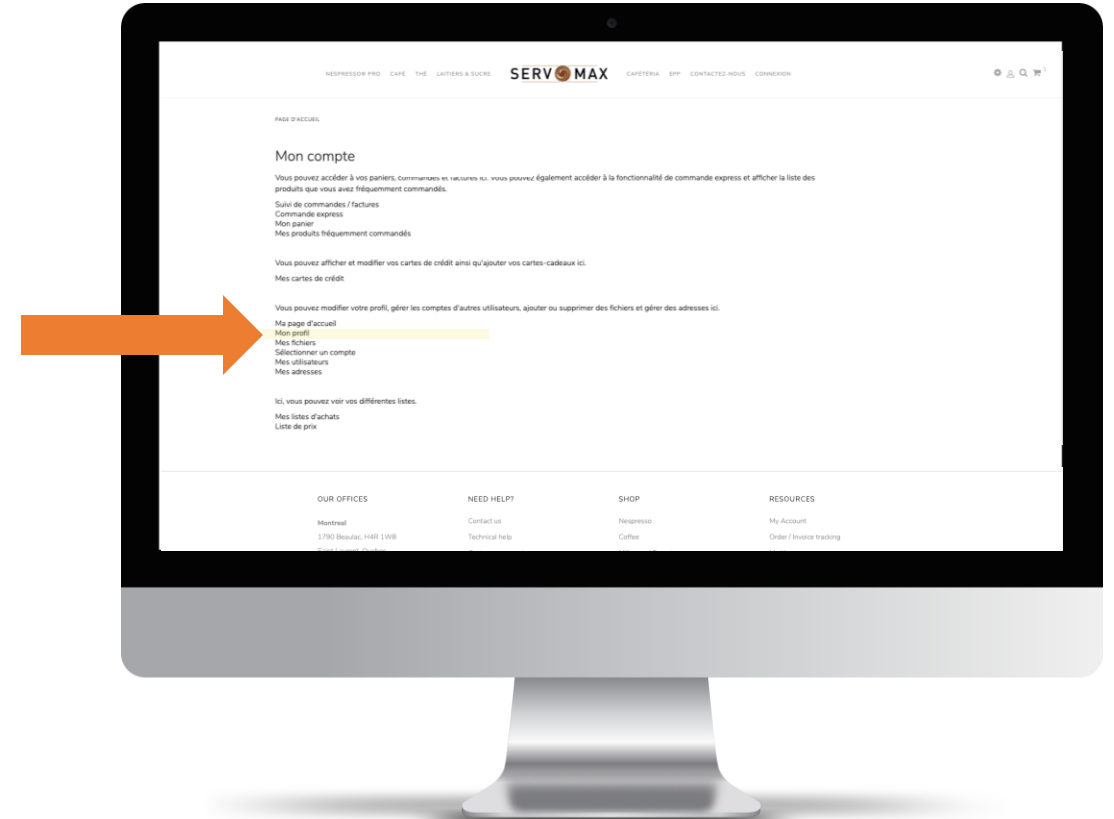 NESPRESSO® PRO CAFÉ THÉ LAITIERS & SUCRE SERVOMAX CAFÉTÉRIA EPP CONTACTEZ-NOUS CONNEXION
PAGE D'ACCUEIL
Mon compte
Vous pouvez accéder à vos paniers, commandes et factures ici. Vous pouvez également accéder à la fonctionnalité de commande express et afficher la liste des
produits que vous avez fréquemment commandés.
Suivi de commandes / factures
Commande express
Mon panier
Mes produits fréquemment commandés
Vous pouvez afficher et modifier vos cartes de crédit ainsi qu'ajouter vos cartes-cadeaux ici.
Mes cartes de crédit
Vous pouvez modifier votre profil, gérer les comptes d'autres utilisateurs, ajouter ou supprimer des fichiers et gérer des adresses ici.
Ma page d'accueil
Mon profil
Mes fichiers
Sélectionner un compte
Mes utilisateurs
Mes adresses
Ici, vous pouvez voir vos différentes listes.
Mes listes d'achats
Liste de prix
OUR OFFICES NEED HELP? SHOP RESOURCES
Montreal Contact us Nespresso My Account
1790 Beaulac, H4R 1W8 Technical help Coffee Order / Invoice tracking